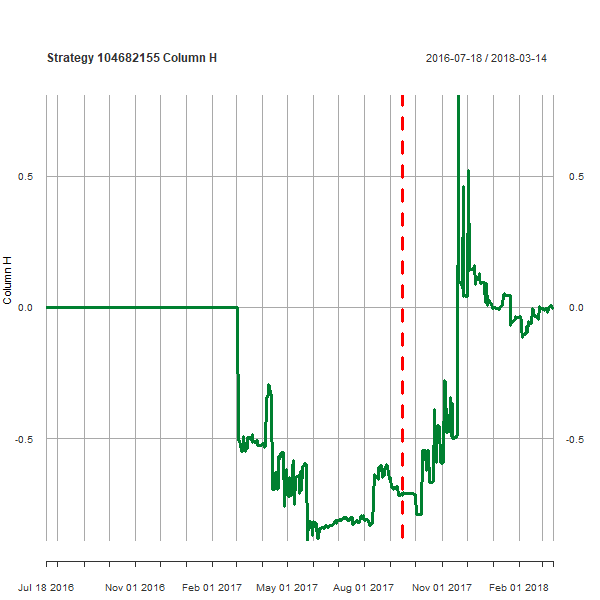 Strategy 104682155 Column H
2016-07-18 / 2018-03-14
Column H
0.5
0.5
0.0
0.0
-0.5
-0.5
Jul 18 2016
Nov 01 2016
Feb 01 2017
May 01 2017
Aug 01 2017
Nov 01 2017
Feb 01 2018